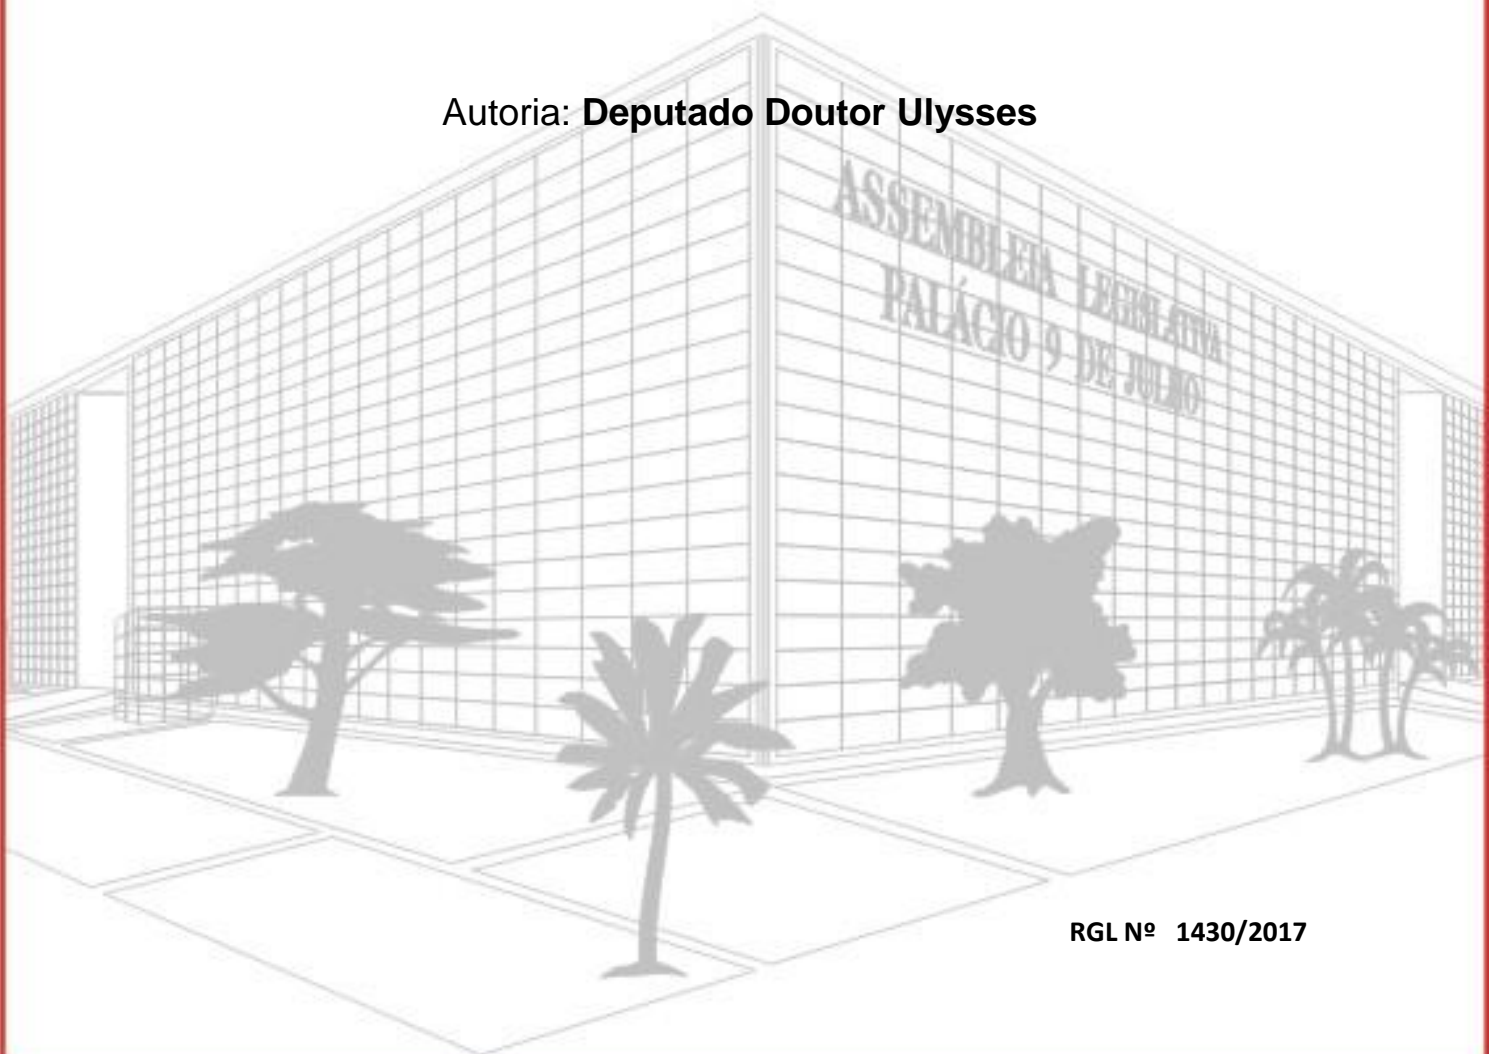 Autoria: Deputado Doutor Ulysses
ASSEMBLEIA LEGISLATIVA
PALÁCIO 9 DE JULHO
RGL Nº 1430/2017